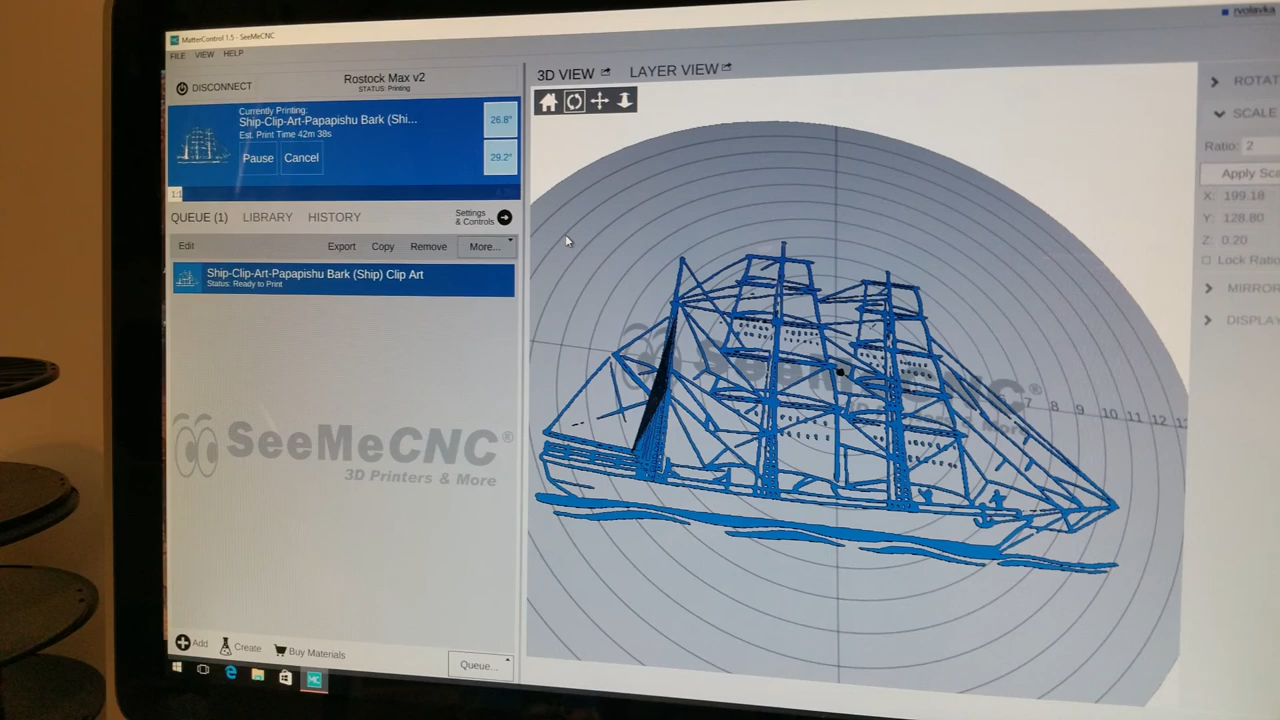 MatterControl 1.5 - SeeMeCNC
rvolavka
FILE VIEW HELP
DISCONNECT
Rostock Max v2
STATUS: Printing
Currently Printing:
Ship-Clip-Art-Papapishu Bark (Shi...
Est. Print Time 42m 38s
Pause Cancel
26.8°
29.2°
QUEUE (1) LIBRARY HISTORY
Settings
& Controls
Edit Export Copy Remove More...
Ship-Clip-Art-Papapishu Bark (Ship) Clip Art
Status: Ready to Print
SeeMeCNC®
3D Printers & More
Add Create Buy Materials
Queue...
3D VIEW LAYER VIEW
SeeMeCNC®
More
7 8 9 10 11 12
ROTAT
SCALE
Ratio: 2
Apply Sca
X: 199.18
Y: 128.80
Z: 0.20
Lock Ratio
MIRROR
DISPLAY